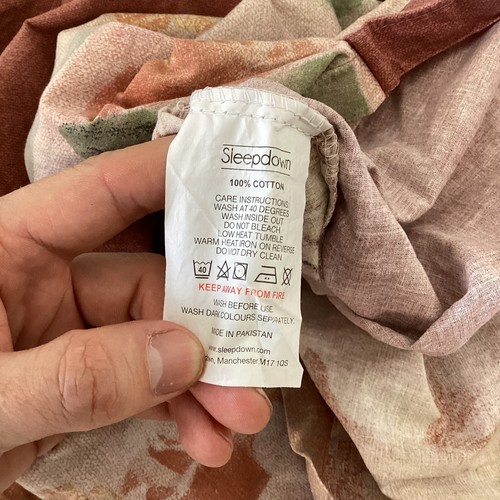 Sleepdown
100% COTTON
CARE INSTRUCTIONS:
WASH AT 40 DEGREES
WASH INSIDE OUT
DO NOT BLEACH
LOW HEAT TUMBLE
WARM HEAT IRON ON REVERSE
DO NOT DRY CLEAN
40
KEEP AWAY FROM FIRE
WASH BEFORE USE
WASH DARK COLOURS SEPARATELY.
MADE IN PAKISTAN
.sleepdown.com
Manchester, M17 1QS